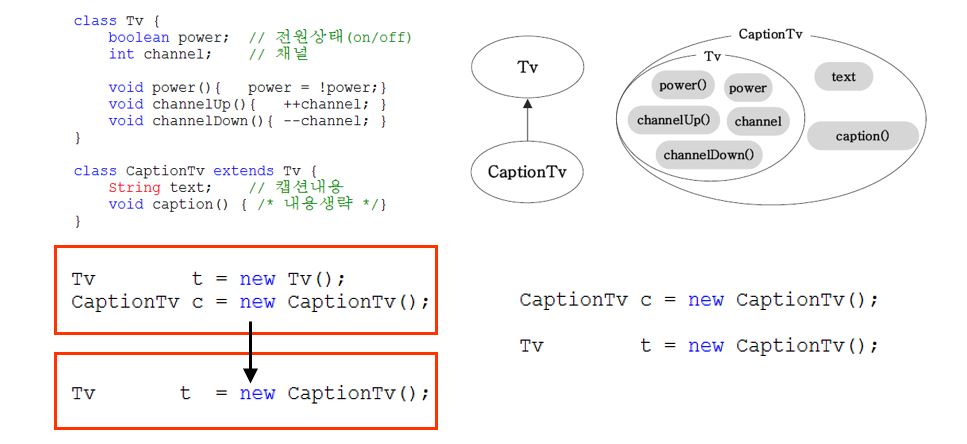 class Tv {
boolean power;  // 전원상태(on/off)
int channel;    // 채널
void power(){   power = !power;}
void channelUp(){   ++channel; }
void channelDown(){ --channel; }
}
class CaptionTv extends Tv {
String text;    // 캡션내용
void caption() { /* 내용생략 */}
}
Tv
CaptionTv
CaptionTv
Tv
power()
power
channelUp()
channel
channelDown()
text
caption()
Tv       t = new Tv();
CaptionTv c = new CaptionTv();
Tv       t  = new CaptionTv();
CaptionTv c = new CaptionTv();
Tv        t = new CaptionTv();